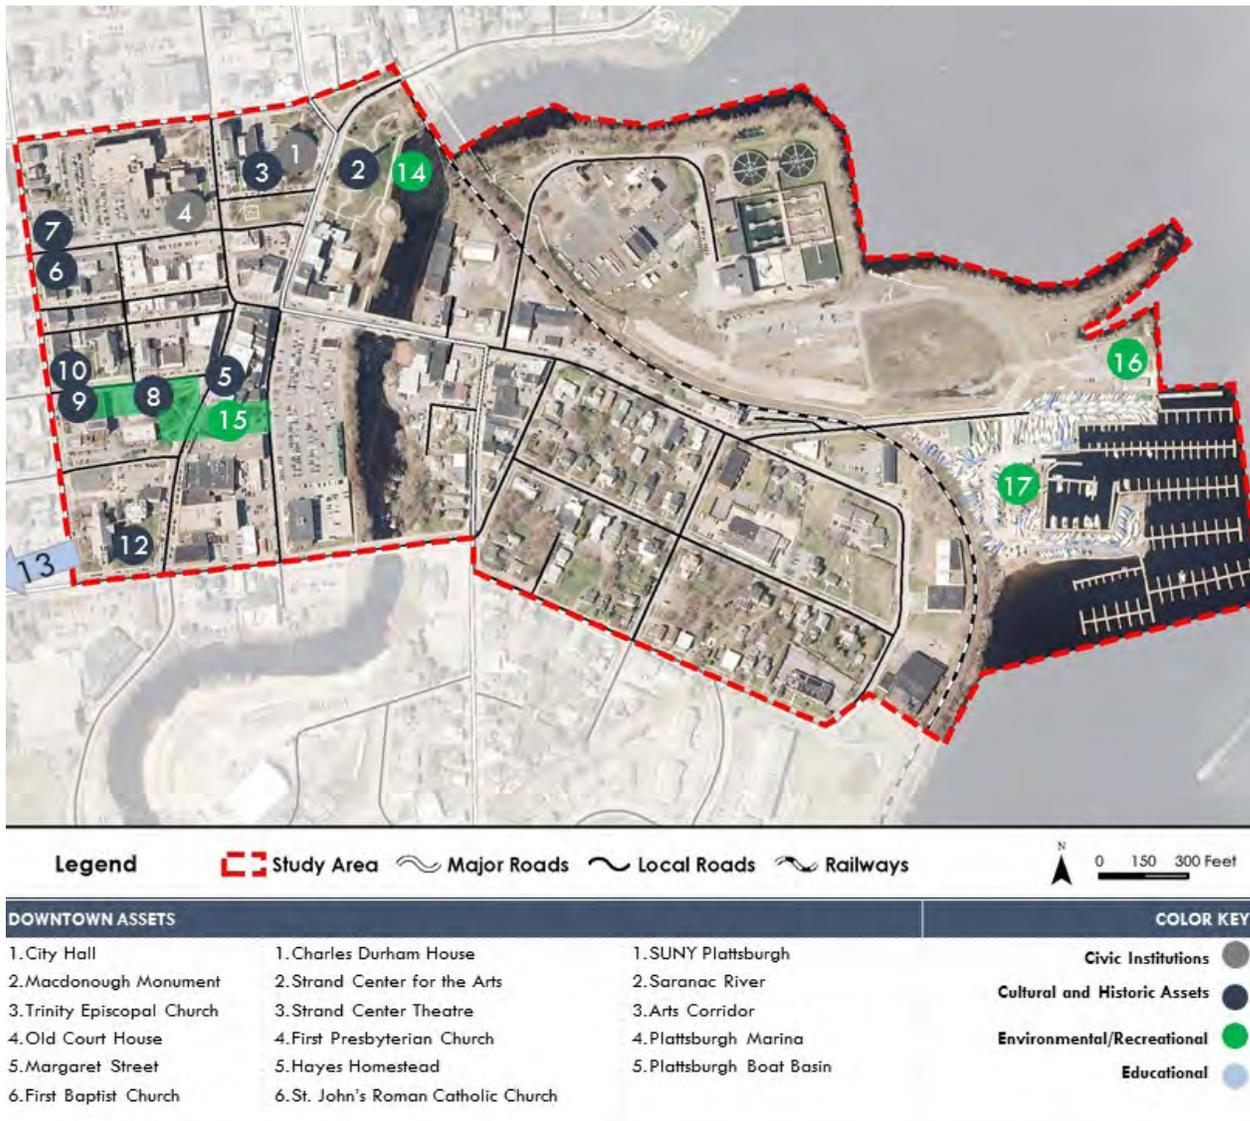 1
2
3
14
4
7
6
10
5
9
8
15
16
17
12
13
Legend
Study Area
Major Roads
Local Roads
Railways
N
0 150 300 Feet
DOWNTOWN ASSETS
COLOR KEY
1.City Hall
2.Macdonough Monument
3.Trinity Episcopal Church
4.Old Court House
5.Margaret Street
6.First Baptist Church
1.Charles Durham House
2.Strand Center for the Arts
3.Strand Center Theatre
4.First Presbyterian Church
5.Hayes Homestead
6.St. John's Roman Catholic Church
1.SUNY Plattsburgh
2.Saranac River
3.Arts Corridor
4.Plattsburgh Marina
5.Plattsburgh Boat Basin
Civic Institutions
Cultural and Historic Assets
Environmental/Recreational
Educational